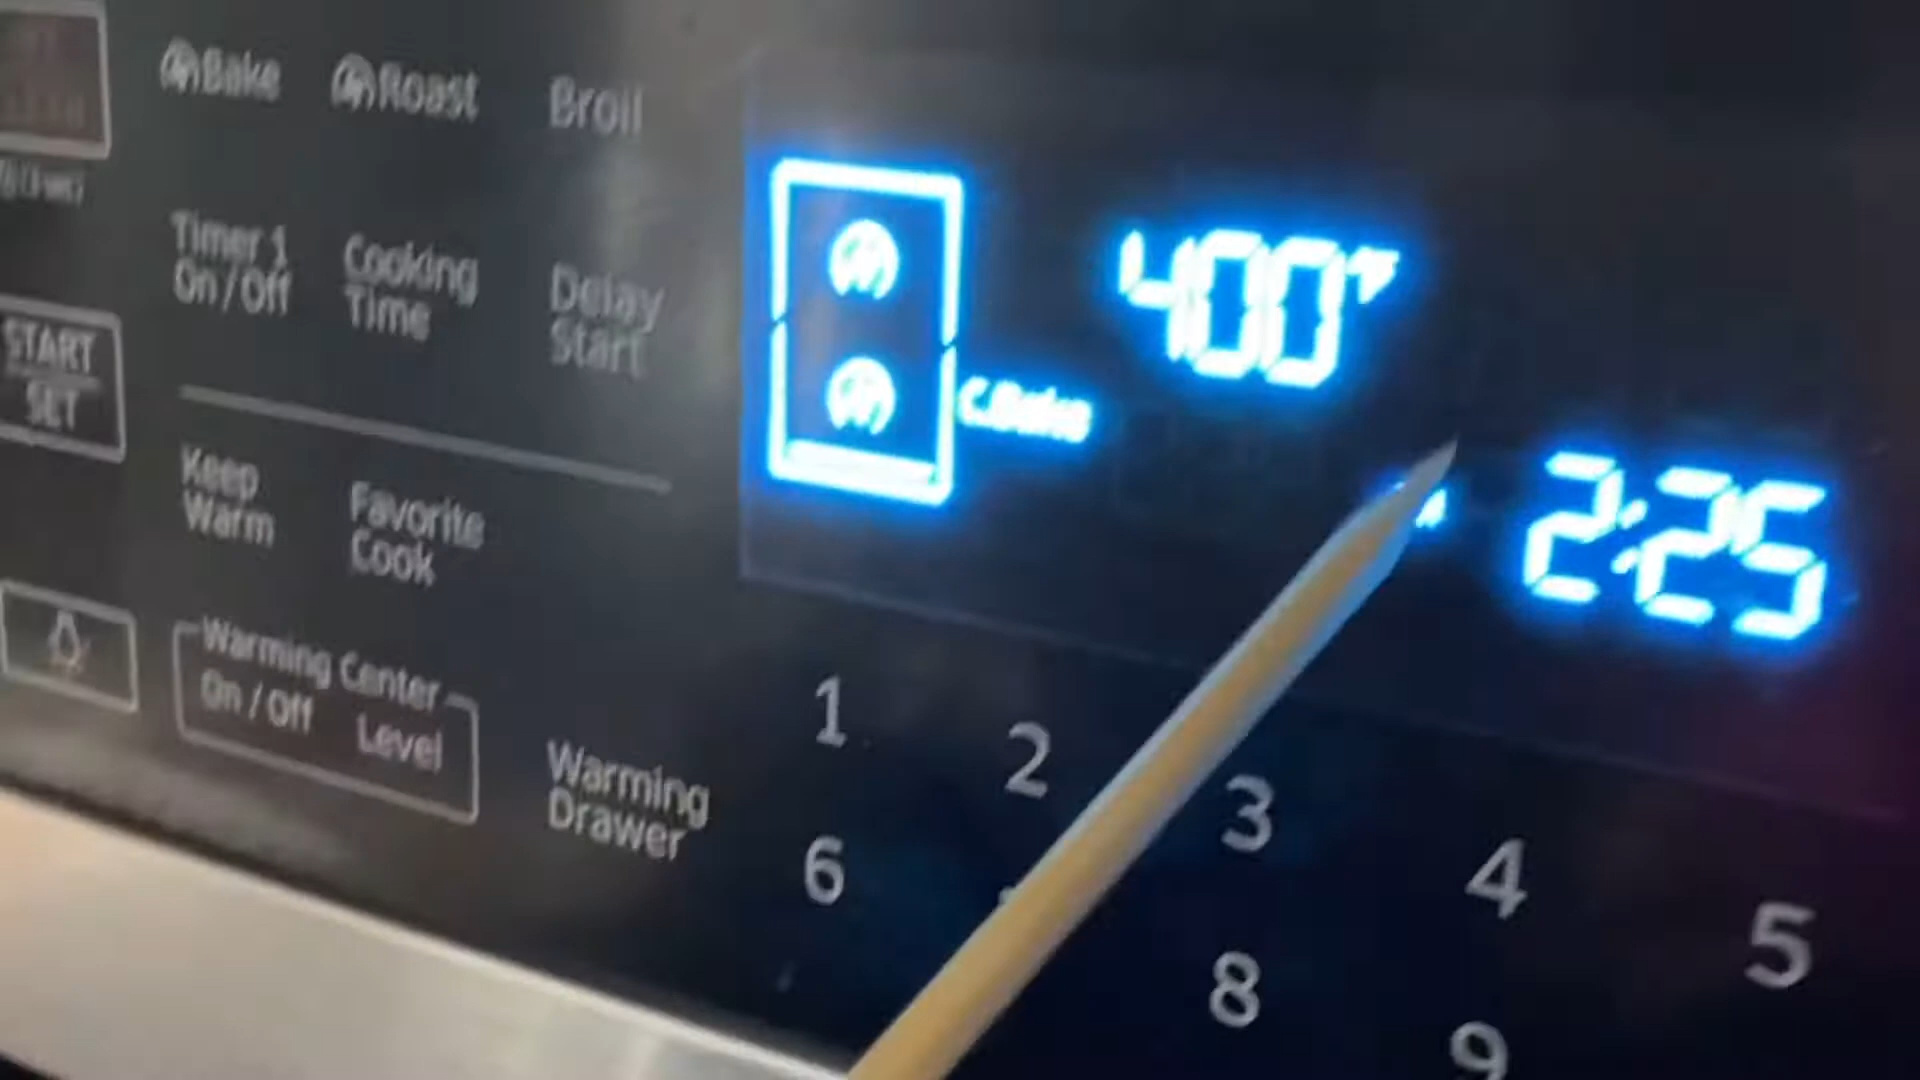 Bake
Roast
Broil
Timer 1
On / Off
Cooking
Time
Delay
Start
START
SET
Keep
Warm
Favorite
Cook
Warming Center
On / Off
Level
Warming
Drawer
400°F
C.Bake
2:25
1
2
3
4
5
6
8
9